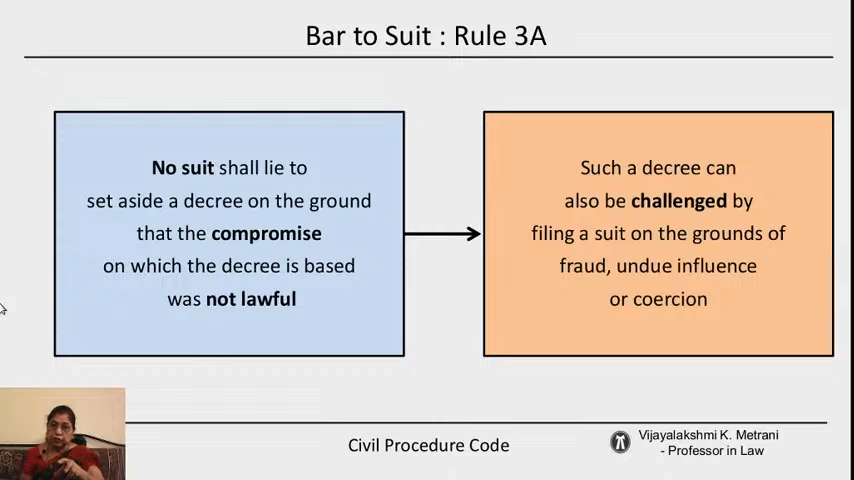 Bar to Suit : Rule 3A
No suit shall lie to
set aside a decree on the ground
that the compromise
on which the decree is based
was not lawful
Such a decree can
also be challenged by
filing a suit on the grounds of
fraud, undue influence
or coercion
Civil Procedure Code
Vijayalakshmi K. Metrani
- Professor in Law